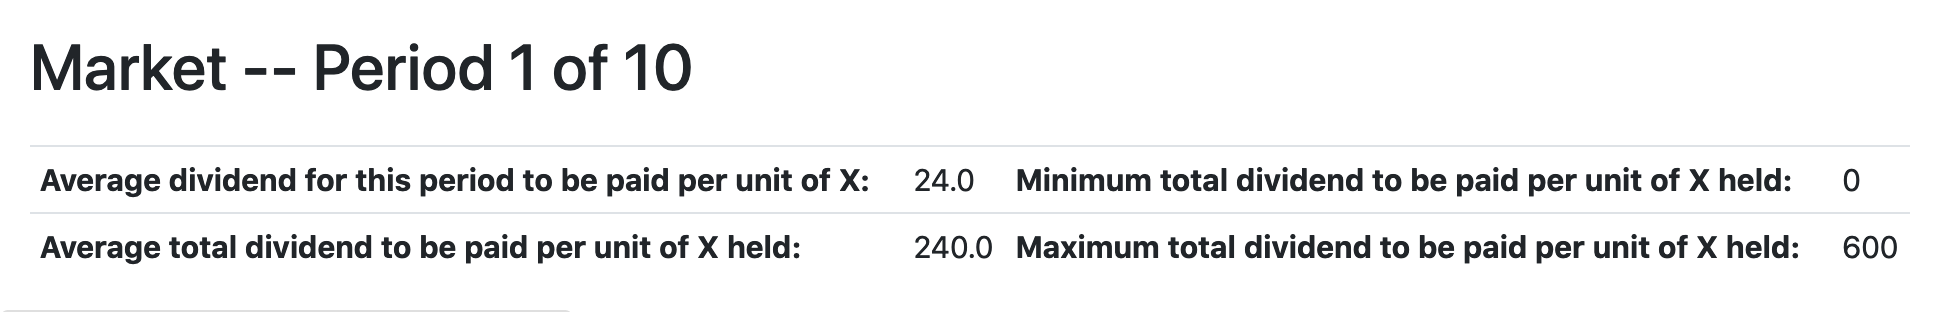 Market -- Period 1 of 10
Average dividend for this period to be paid per unit of X: 24.0 Minimum total dividend to be paid per unit of X held: 0
Average total dividend to be paid per unit of X held: 240.0 Maximum total dividend to be paid per unit of X held: 600